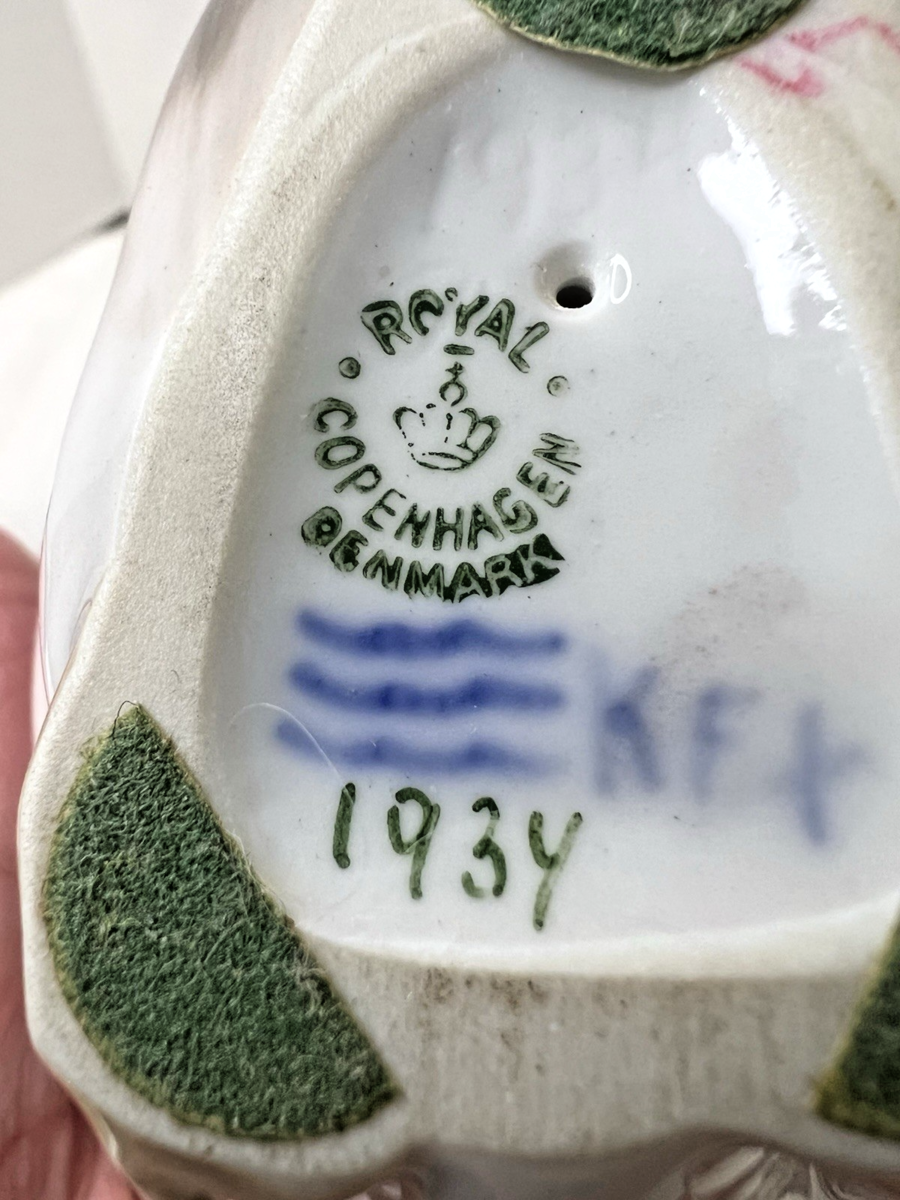 ROYAL
COPENHAGEN
DENMARK
KF
1934